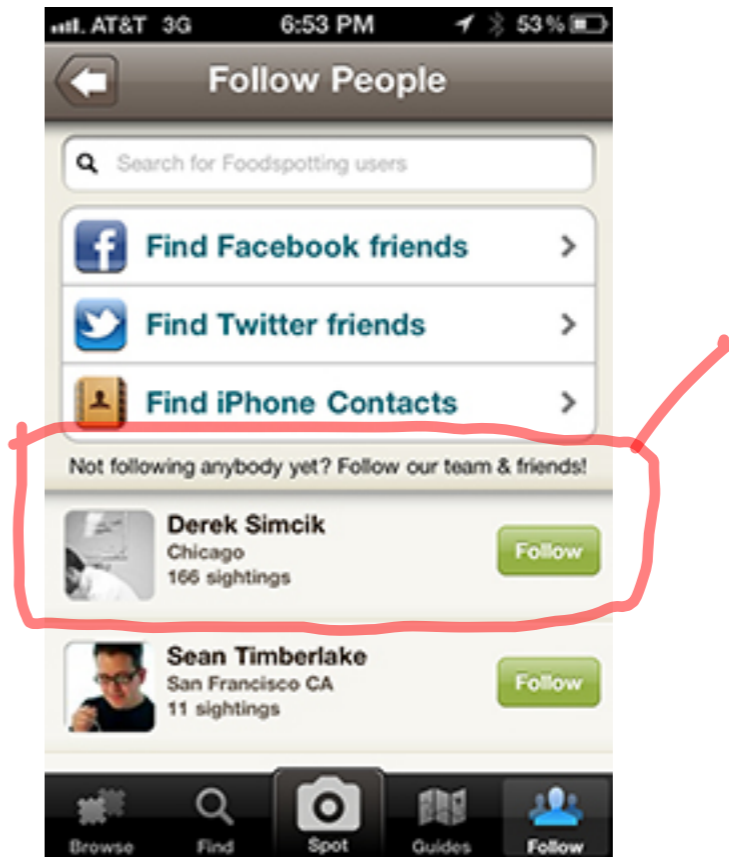 AT&T 3G 6:53 PM 53%
Follow People
Search for Foodspotting users
Find Facebook friends
Find Twitter friends
Find iPhone Contacts
Not following anybody yet? Follow our team & friends!
Derek Simcik
Chicago
166 sightings
Follow
Sean Timberlake
San Francisco CA
11 sightings
Follow
Browse Find Spot Guides Follow